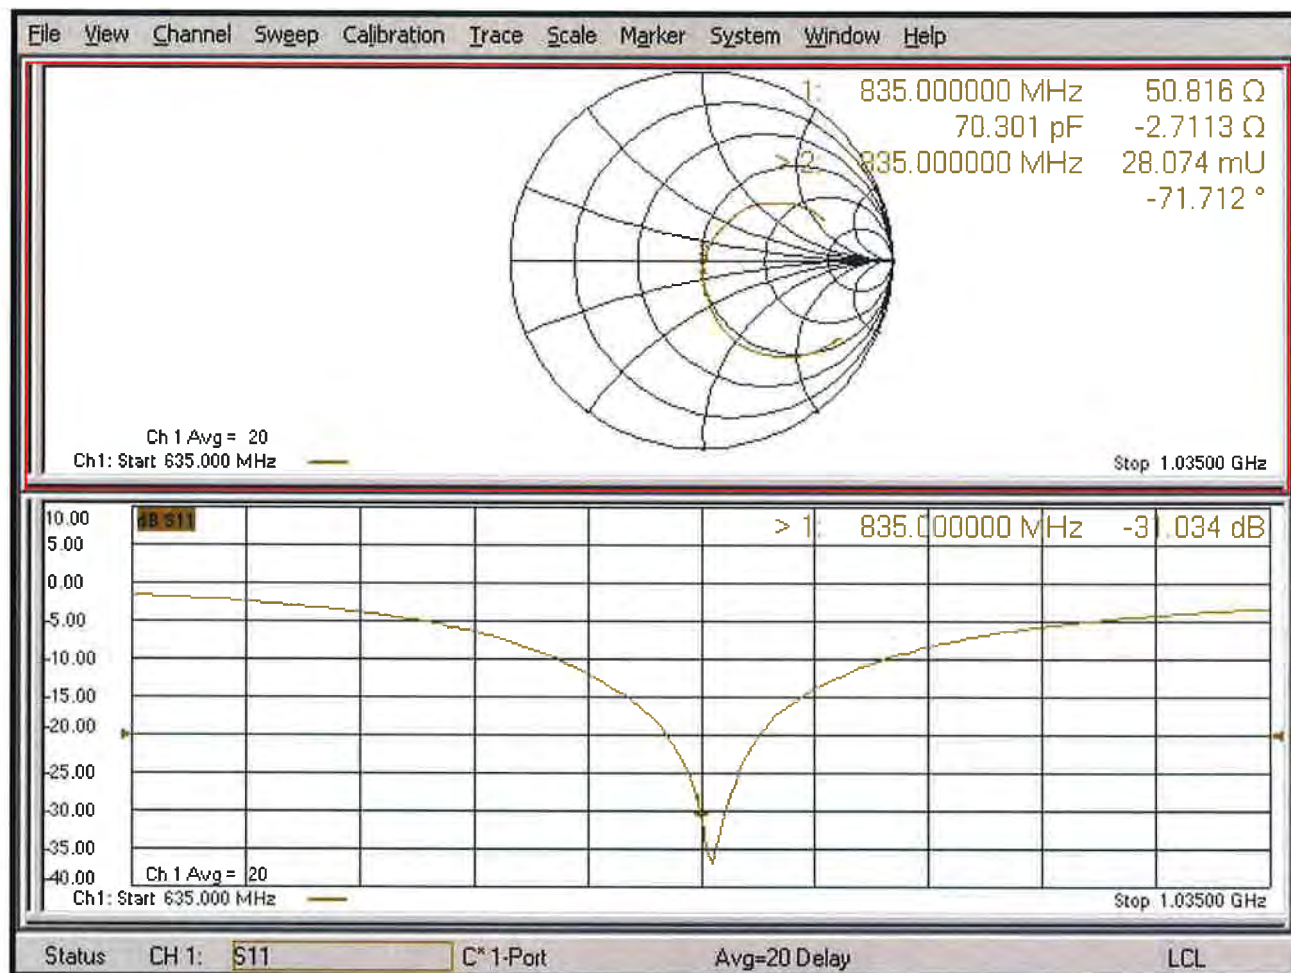 File View Channel Sweep Calibration Trace Scale Marker System Window Help
1: 835.000000 MHz 50.816 Ω
70.301 pF -2.7113 Ω
> 2: 835.000000 MHz 28.074 mU
-71.712 °
Ch 1 Avg = 20
Ch1: Start 635.000 MHz
Stop 1.03500 GHz
10.00
dB S11
> 1: 835.000000 MHz -31.034 dB
5.00
0.00
-5.00
-10.00
-15.00
-20.00
-25.00
-30.00
-35.00
-40.00
Ch 1 Avg = 20
Ch1: Start 635.000 MHz
Stop 1.03500 GHz
Status CH 1: S11 C* 1-Port Avg=20 Delay LCL